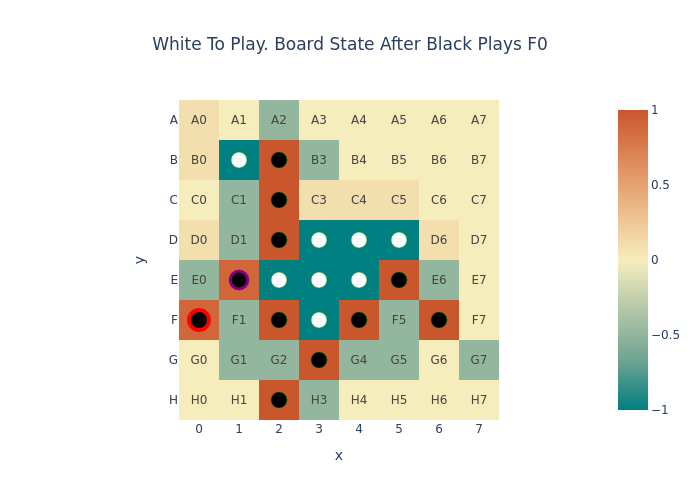 White To Play. Board State After Black Plays F0
A A0 A1 A2 A3 A4 A5 A6 A7
B B0 B3 B4 B5 B6 B7
C C0 C1 C3 C4 C5 C6 C7
D D0 D1 D6 D7
E E0 E6 E7
F F1 F5 F7
G G0 G1 G2 G4 G5 G6 G7
H H0 H1 H3 H4 H5 H6 H7
0 1 2 3 4 5 6 7
x
y
1
0.5
0
−0.5
−1